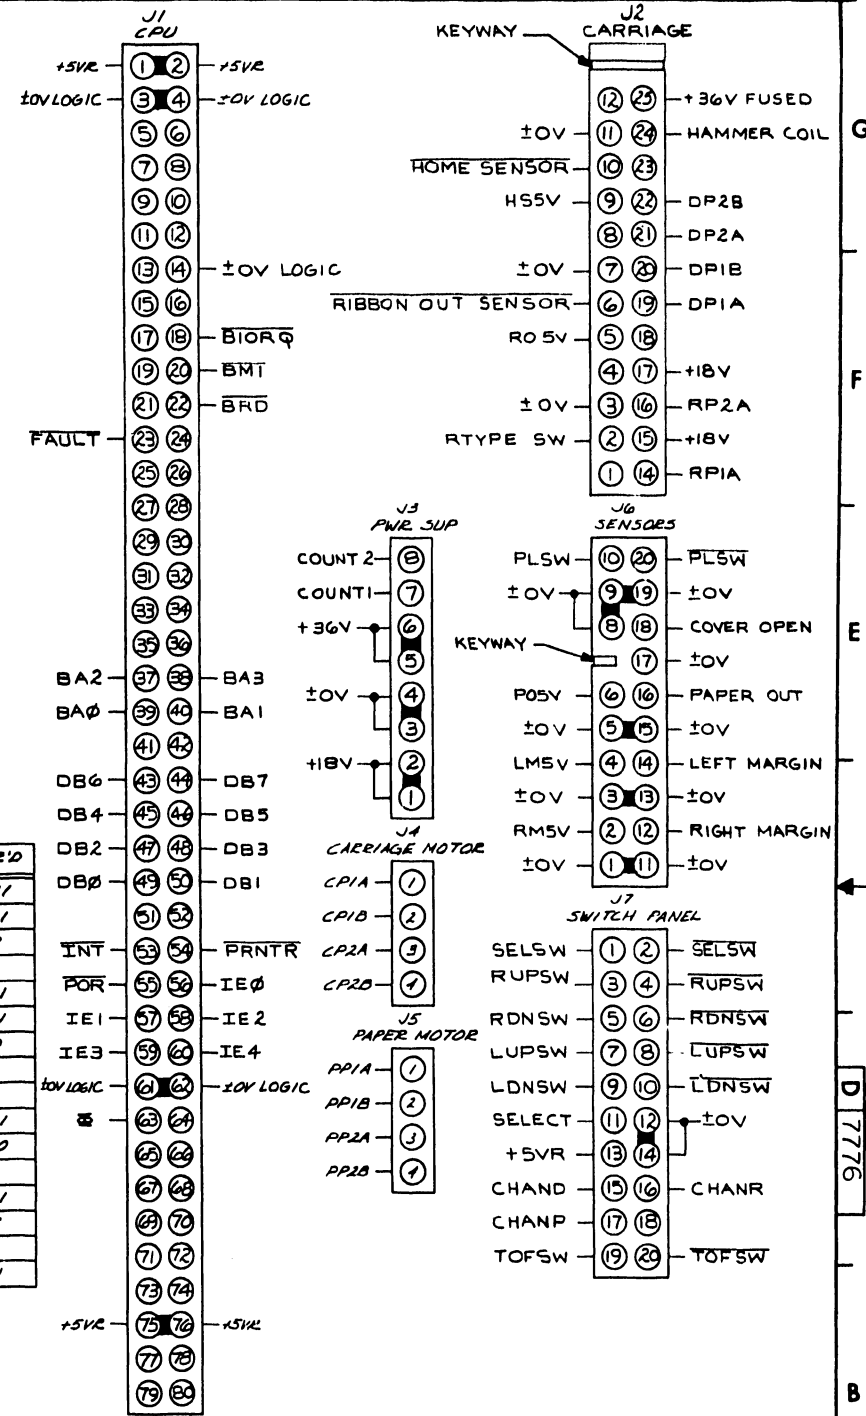 J1
CPU
+5VR 1 2 +5VR
±0V LOGIC 3 4 ±0V LOGIC
5 6
7 8
9 10
11 12
13 14 ±0V LOGIC
15 16
17 18 BIORQ
19 20 BM1
21 22 BRD
FAULT 23 24
25 26
27 28
29 30
31 32
33 34
35 36
BA2 37 38 BA3
BAØ 39 40 BA1
41 42
DB6 43 44 DB7
DB4 45 46 DB5
DB2 47 48 DB3
DBØ 49 50 DB1
51 52
INT 53 54 PRNTR
POR 55 56 IEØ
IE1 57 58 IE2
IE3 59 60 IE4
±0V LOGIC 61 62 ±0V LOGIC
Φ 63 64
65 66
67 68
69 70
71 72
73 74
+5VR 75 76 +5VR
77 78
79 80
J2
CARRIAGE
KEYWAY
12 25 +36V FUSED
±0V 11 24 HAMMER COIL
HOME SENSOR 10 23
HS5V 9 22 DP2B
8 21 DP2A
±0V 7 20 DP1B
RIBBON OUT SENSOR 6 19 DP1A
RO 5V 5 18
4 17 +18V
±0V 3 16 RP2A
RTYPE SW 2 15 +18V
1 14 RP1A
J3
PWR SUP
COUNT 2 8
COUNT1 7
+36V 6
5
±0V 4
3
+18V 2
1
J4
CARRIAGE MOTOR
CP1A 1
CP1B 2
CP2A 3
CP2B 4
J5
PAPER MOTOR
PP1A 1
PP1B 2
PP2A 3
PP2B 4
J6
SENSORS
PLSW 10 20 PLSW
±0V 9 19 ±0V
8 18 COVER OPEN
KEYWAY 17 ±0V
PO5V 6 16 PAPER OUT
±0V 5 15 ±0V
LM5V 4 14 LEFT MARGIN
±0V 3 13 ±0V
RM5V 2 12 RIGHT MARGIN
±0V 1 11 ±0V
J7
SWITCH PANEL
SELSW 1 2 SELSW
RUPSW 3 4 RUPSW
RDNSW 5 6 RDNSW
LUPSW 7 8 LUPSW
LDNSW 9 10 LDNSW
SELECT 11 12 ±0V
+5VR 13 14
CHAND 15 16 CHANR
CHANP 17 18
TOFSW 19 20 TOFSW
G
F
E
D
7776
B